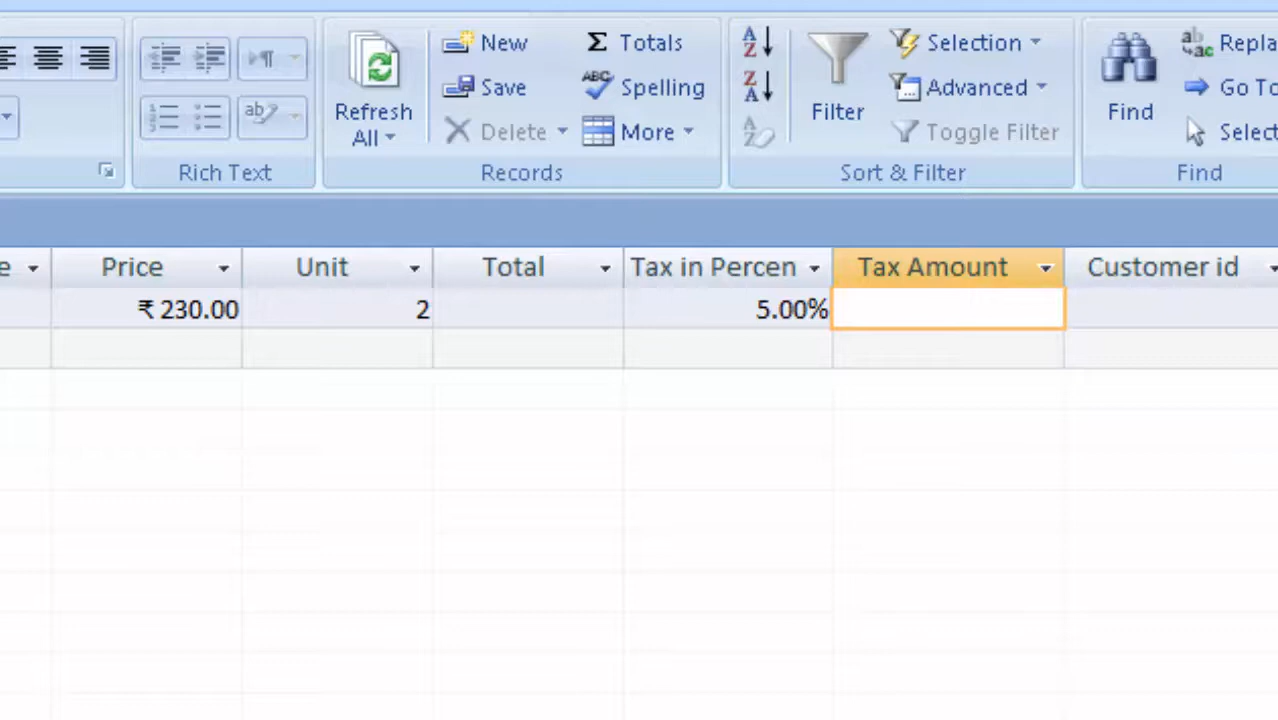 New
Σ Totals
Selection
Repla
Save
ABC
Spelling
Advanced
Go To
Refresh
All
Filter
Find
Delete
More
Toggle Filter
Select
Rich Text
Records
Sort & Filter
Find
e
Price
Unit
Total
Tax in Percen
Tax Amount
Customer id
₹ 230.00
2
5.00%